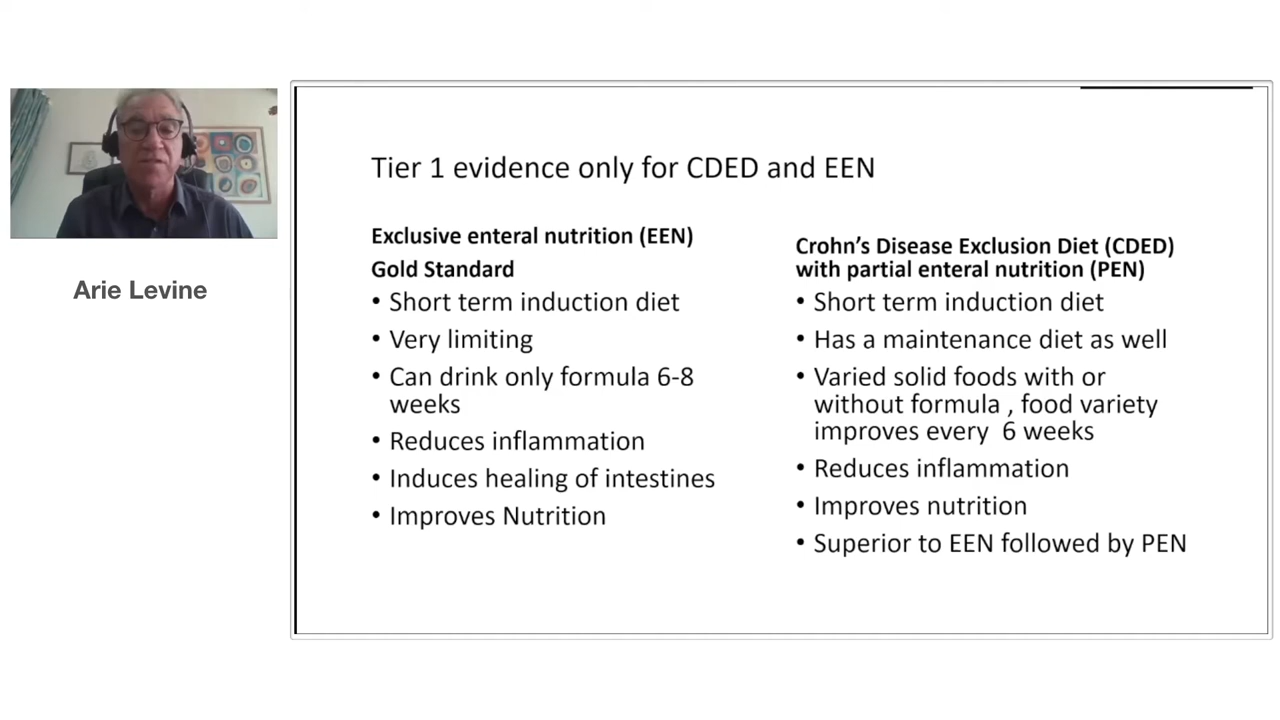 Arie Levine
Tier 1 evidence only for CDED and EEN
Exclusive enteral nutrition (EEN)
Gold Standard
• Short term induction diet
• Very limiting
• Can drink only formula 6-8
weeks
• Reduces inflammation
• Induces healing of intestines
• Improves Nutrition
Crohn’s Disease Exclusion Diet (CDED)
with partial enteral nutrition (PEN)
• Short term induction diet
• Has a maintenance diet as well
• Varied solid foods with or
without formula , food variety
improves every 6 weeks
• Reduces inflammation
• Improves nutrition
• Superior to EEN followed by PEN